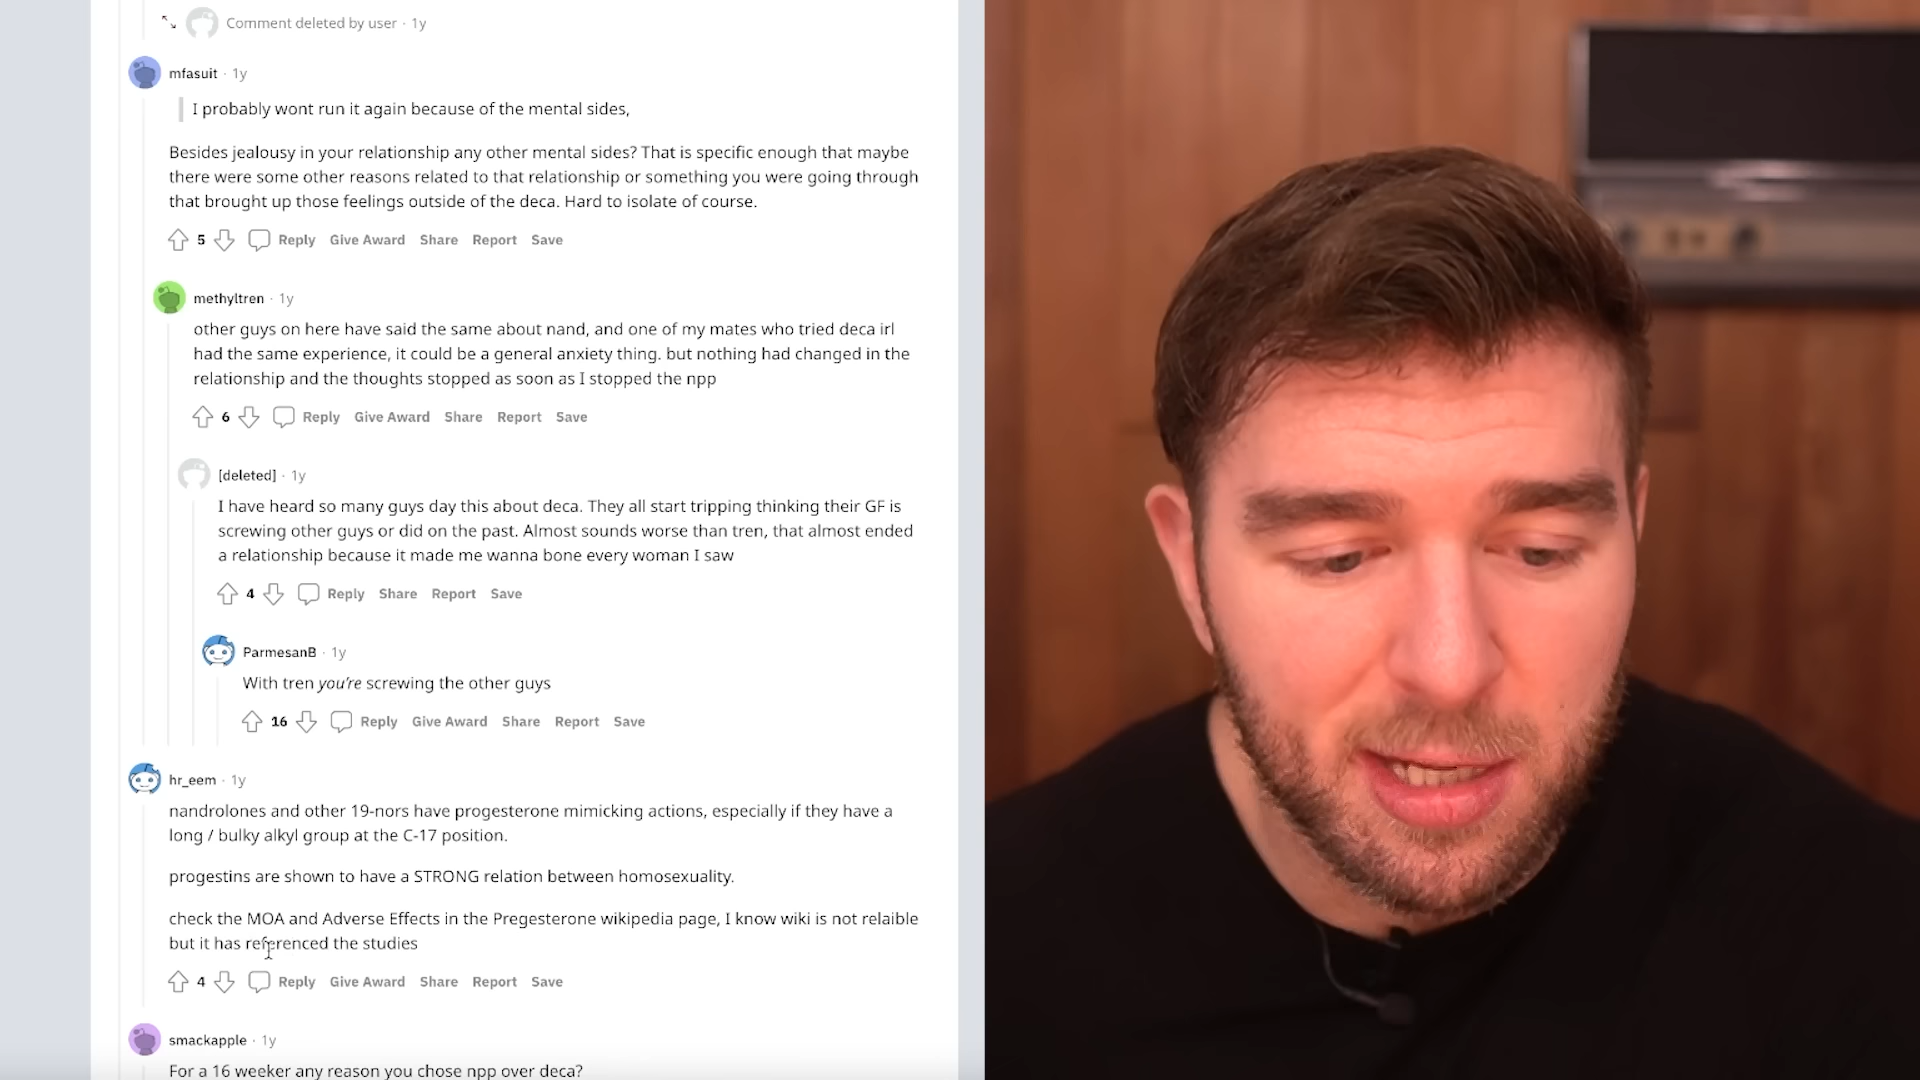 Comment deleted by user · 1y
mfasuit · 1y
I probably wont run it again because of the mental sides,
Besides jealousy in your relationship any other mental sides? That is specific enough that maybe
there were some other reasons related to that relationship or something you were going through
that brought up those feelings outside of the deca. Hard to isolate of course.
5 Reply Give Award Share Report Save
methyltren · 1y
other guys on here have said the same about nand, and one of my mates who tried deca irl
had the same experience, it could be a general anxiety thing. but nothing had changed in the
relationship and the thoughts stopped as soon as I stopped the npp
6 Reply Give Award Share Report Save
[deleted] · 1y
I have heard so many guys day this about deca. They all start tripping thinking their GF is
screwing other guys or did on the past. Almost sounds worse than tren, that almost ended
a relationship because it made me wanna bone every woman I saw
4 Reply Share Report Save
ParmesanB · 1y
With tren you're screwing the other guys
16 Reply Give Award Share Report Save
hr_eem · 1y
nandrolones and other 19-nors have progesterone mimicking actions, especially if they have a
long / bulky alkyl group at the C-17 position.
progestins are shown to have a STRONG relation between homosexuality.
check the MOA and Adverse Effects in the Pregesterone wikipedia page, I know wiki is not relaible
but it has referenced the studies
4 Reply Give Award Share Report Save
smackapple · 1y
For a 16 weeker any reason you chose npp over deca?